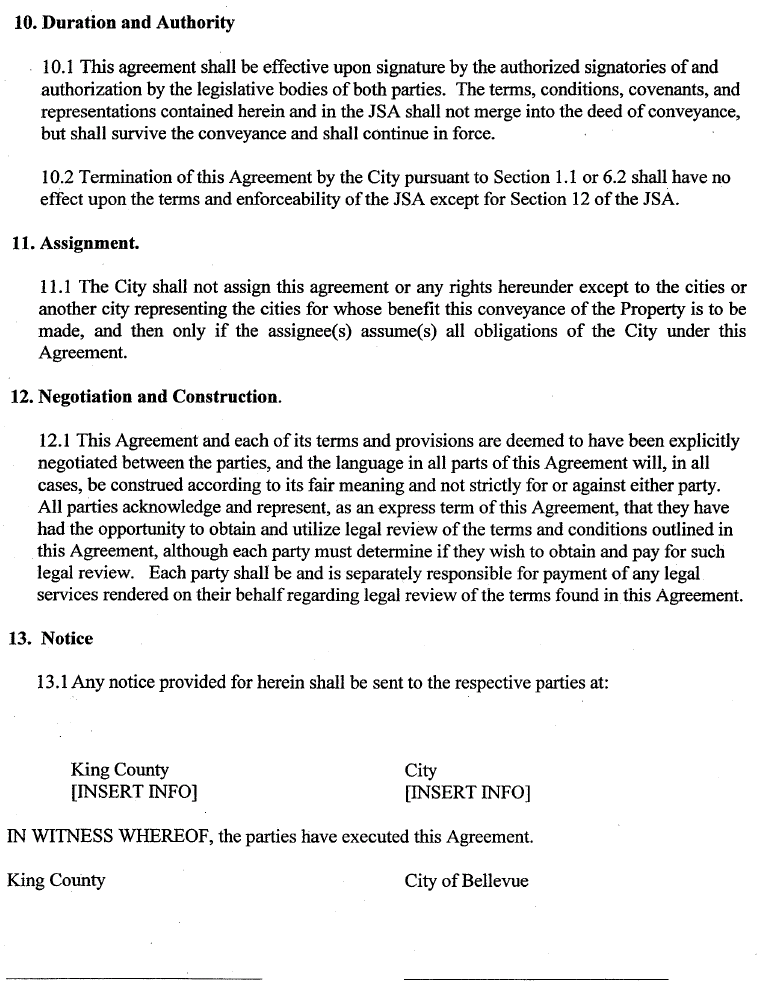 10. Duration and Authority
10.1 This agreement shall be effective upon signature by the authorized signatories of and
authorization by the legislative bodies of both parties. The terms, conditions, covenants, and
representations contained herein and in the JSA shall not merge into the deed of conveyance,
but shall survive the conveyance and shall continue in force.
10.2 Termination of this Agreement by the City pursuant to Section 1.1 or 6.2 shall have no
effect upon the terms and enforceability of the JSA except for Section 12 of the JSA.
11. Assignment.
11.1 The City shall not assign this agreement or any rights hereunder except to the cities or
another city representing the cities for whose benefit this conveyance of the Property is to be
made, and then only if the assignee(s) assume(s) all obligations of the City under this
Agreement.
12. Negotiation and Construction.
12.1 This Agreement and each of its terms and provisions are deemed to have been explicitly
negotiated between the parties, and the language in all parts of this Agreement will, in all
cases, be construed according to its fair meaning and not strictly for or against either party.
All parties acknowledge and represent, as an express term of this Agreement, that they have
had the opportunity to obtain and utilize legal review of the terms and conditions outlined in
this Agreement, although each party must determine if they wish to obtain and pay for such
legal review. Each party shall be and is separately responsible for payment of any legal
services rendered on their behalf regarding legal review of the terms found in this Agreement.
13. Notice
13.1 Any notice provided for herein shall be sent to the respective parties at:
King County City
[INSERT INFO] [INSERT INFO]
IN WITNESS WHEREOF, the parties have executed this Agreement.
King County City of Bellevue